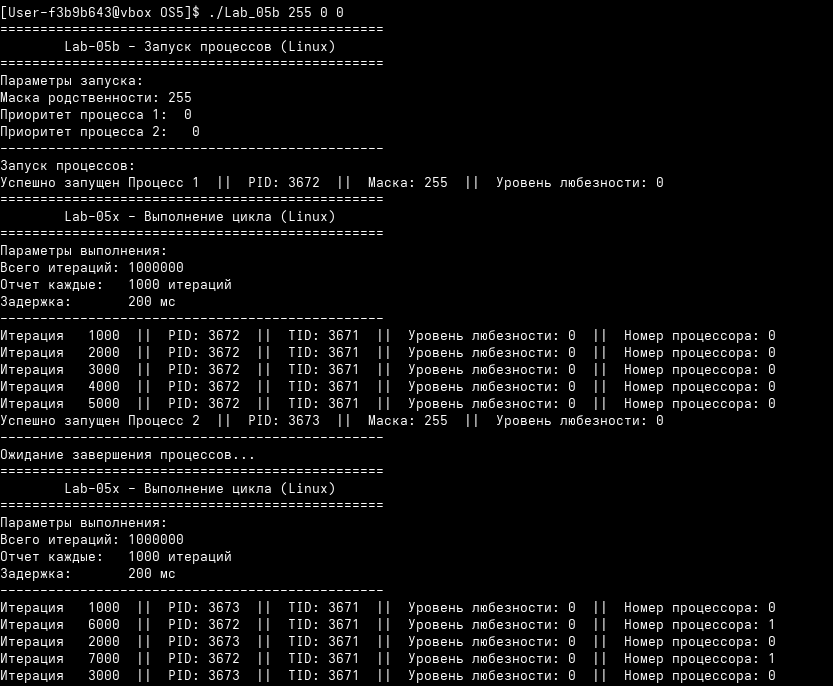 [User-f3b9b643@vbox OS5]$ ./Lab_05b 255 0 0
================================================
        Lab-05b - Запуск процессов (Linux)
================================================
Параметры запуска:
Маска родственности: 255
Приоритет процесса 1:  0
Приоритет процесса 2:   0
------------------------------------------------
Запуск процессов:
Успешно запущен Процесс 1  ||  PID: 3672  ||  Маска: 255  ||  Уровень любезности: 0
================================================
        Lab-05x - Выполнение цикла (Linux)
================================================
Параметры выполнения:
Всего итераций: 1000000
Отчет каждые:   1000 итераций
Задержка:       200 мс
------------------------------------------------
Итерация   1000  ||  PID: 3672  ||  TID: 3671  ||  Уровень любезности: 0  ||  Номер процессора: 0
Итерация   2000  ||  PID: 3672  ||  TID: 3671  ||  Уровень любезности: 0  ||  Номер процессора: 0
Итерация   3000  ||  PID: 3672  ||  TID: 3671  ||  Уровень любезности: 0  ||  Номер процессора: 0
Итерация   4000  ||  PID: 3672  ||  TID: 3671  ||  Уровень любезности: 0  ||  Номер процессора: 0
Итерация   5000  ||  PID: 3672  ||  TID: 3671  ||  Уровень любезности: 0  ||  Номер процессора: 0
Успешно запущен Процесс 2  ||  PID: 3673  ||  Маска: 255  ||  Уровень любезности: 0
------------------------------------------------
Ожидание завершения процессов...
================================================
        Lab-05x - Выполнение цикла (Linux)
================================================
Параметры выполнения:
Всего итераций: 1000000
Отчет каждые:   1000 итераций
Задержка:       200 мс
------------------------------------------------
Итерация   1000  ||  PID: 3673  ||  TID: 3671  ||  Уровень любезности: 0  ||  Номер процессора: 0
Итерация   6000  ||  PID: 3672  ||  TID: 3671  ||  Уровень любезности: 0  ||  Номер процессора: 1
Итерация   2000  ||  PID: 3673  ||  TID: 3671  ||  Уровень любезности: 0  ||  Номер процессора: 0
Итерация   7000  ||  PID: 3672  ||  TID: 3671  ||  Уровень любезности: 0  ||  Номер процессора: 1
Итерация   3000  ||  PID: 3673  ||  TID: 3671  ||  Уровень любезности: 0  ||  Номер процессора: 0